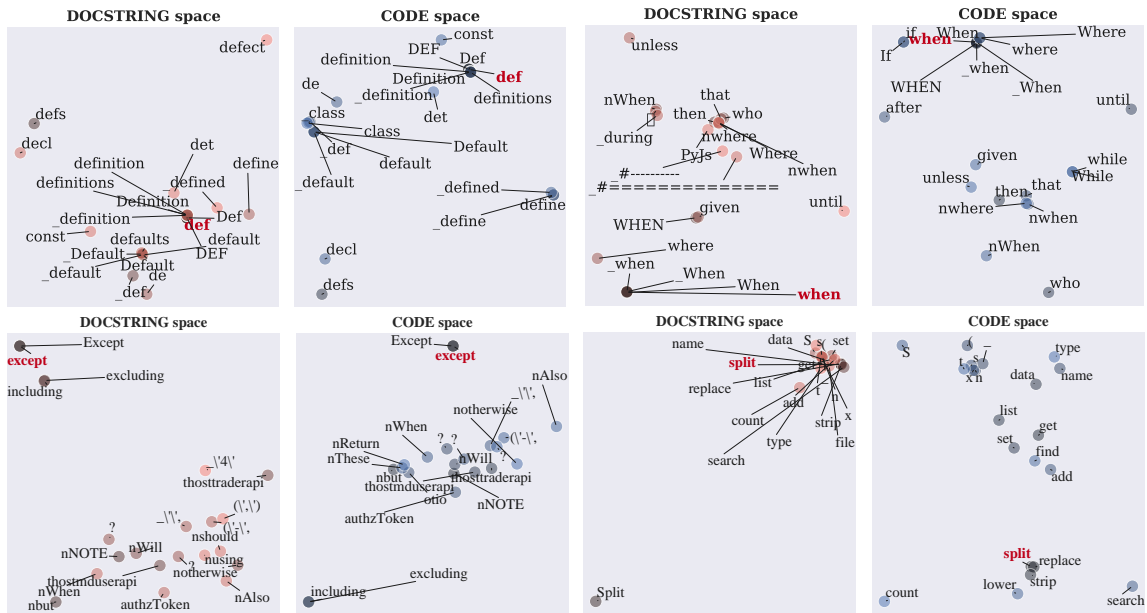 DOCSTRING space
defect
defs
decl
det
define
definition
definitions
_defined
Definition
_definition
Def
def
const
defaults
default
_Default
DEF
Default
_default
de
_def
CODE space
const
DEF
Def
definition
def
Definition
de
_definition
definitions
class
det
class
_def
Default
default
_default
_defined
define
_define
decl
defs
DOCSTRING space
unless
nWhen
that
then
who
_during
nwhere
PyJs
Where
_#----------
nwhen
_#=================
given
until
WHEN
where
_when
_When
When
when
CODE space
if
when
When
Where
If
where
_when
WHEN
_When
after
until
given
while
While
unless
then
that
nwhere
nwhen
nWhen
who
DOCSTRING space
Except
except
excluding
including
_\'4\'
thosttraderapi
(\',\')
_\'\',
(\'-\',
?
nshould
nNOTE
nWill
nusing
?
notherwise
thostmduserapi
nWhen
nAlso
nbut
authzToken
CODE space
Except
except
nAlso
_\'\',
notherwise
nWhen
(\'-\',
? ?
nReturn
nThese
nWill
?
nbut
thostmduserapi
thosttraderapi
otio
nNOTE
authzToken
excluding
including
DOCSTRING space
data
S
s
(
set
name
split
get
list
t
_
n
replace
add
x
count
strip
type
file
search
Split
CODE space
S
(
_
t
s
x
n
type
data
name
list
get
set
find
add
split
replace
strip
lower
count
search